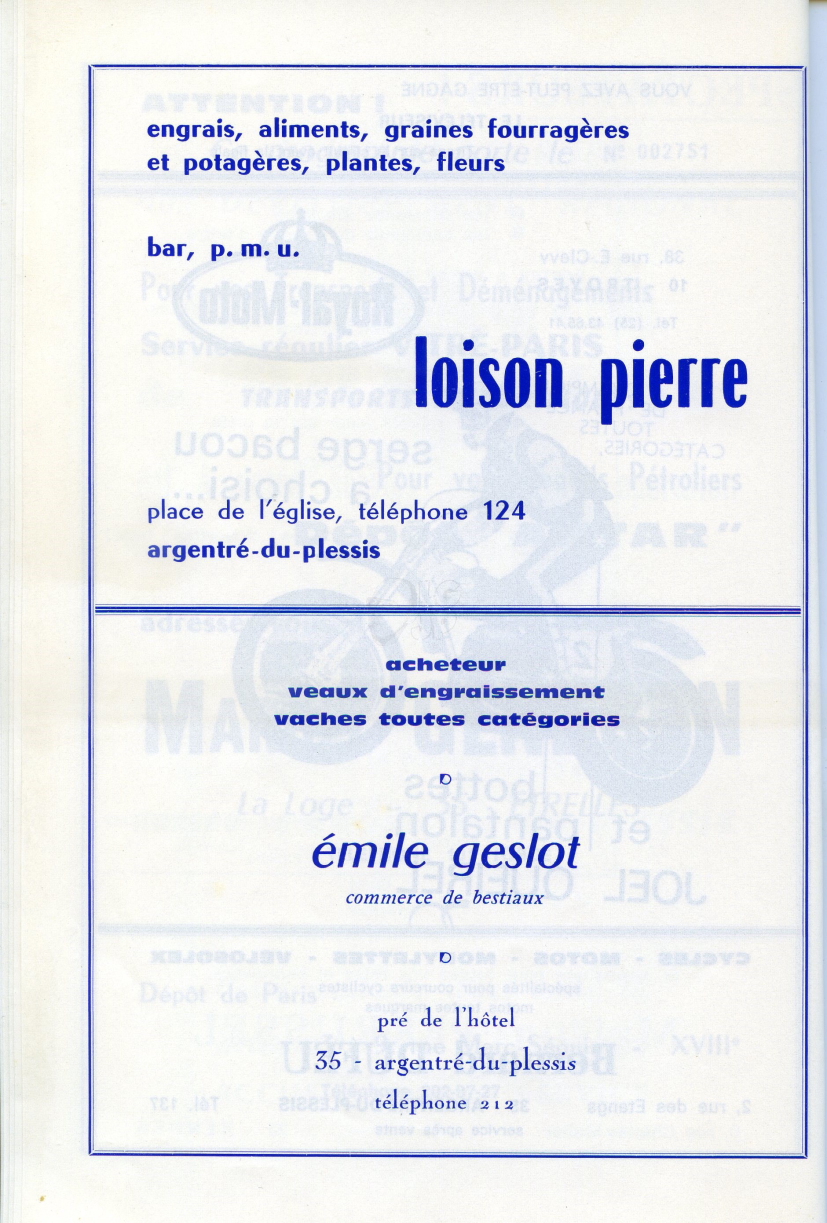 engrais, aliments, graines fourragères
et potagères, plantes, fleurs
bar, p. m. u.
loison pierre
place de l'église, téléphone 124
argentré-du-plessis
acheteur
veaux d'engraissement
vaches toutes catégories
émile geslot
commerce de bestiaux
pré de l'hôtel
35 - argentré-du-plessis
téléphone 212